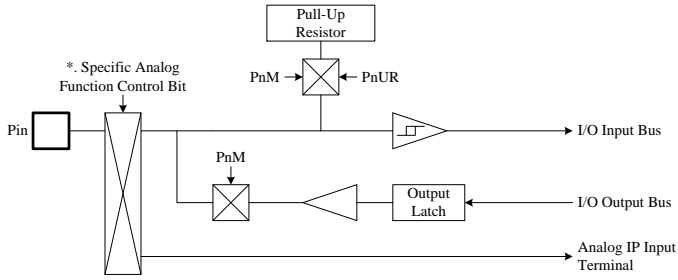 Pull-Up
Resistor
*. Specific Analog
Function Control Bit
PnM
PnUR
Pin
I/O Input Bus
PnM
Output
Latch
I/O Output Bus
Analog IP Input
Terminal